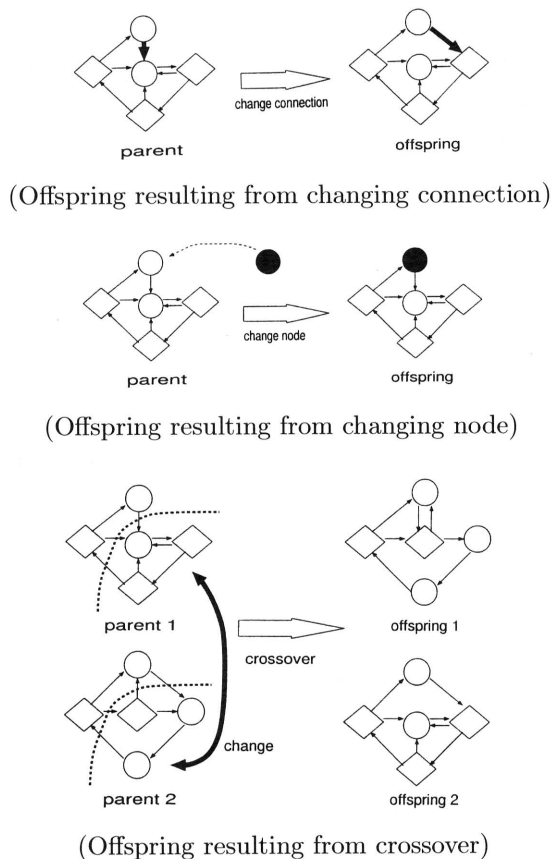 change connection
parent
offspring
(Offspring resulting from changing connection)
change node
parent
offspring
(Offspring resulting from changing node)
parent 1
offspring 1
crossover
change
parent 2
offspring 2
(Offspring resulting from crossover)